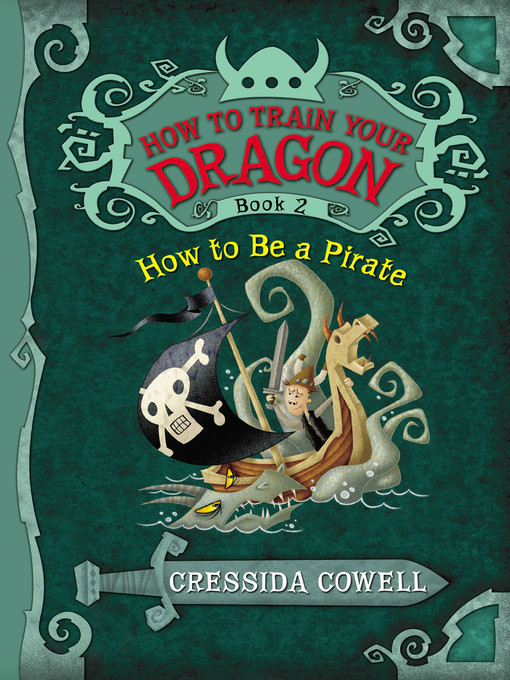 HOW TO TRAiN YOUR
DRAGON
Book 2
How to Be a Pirate
CRESSIDA COWELL